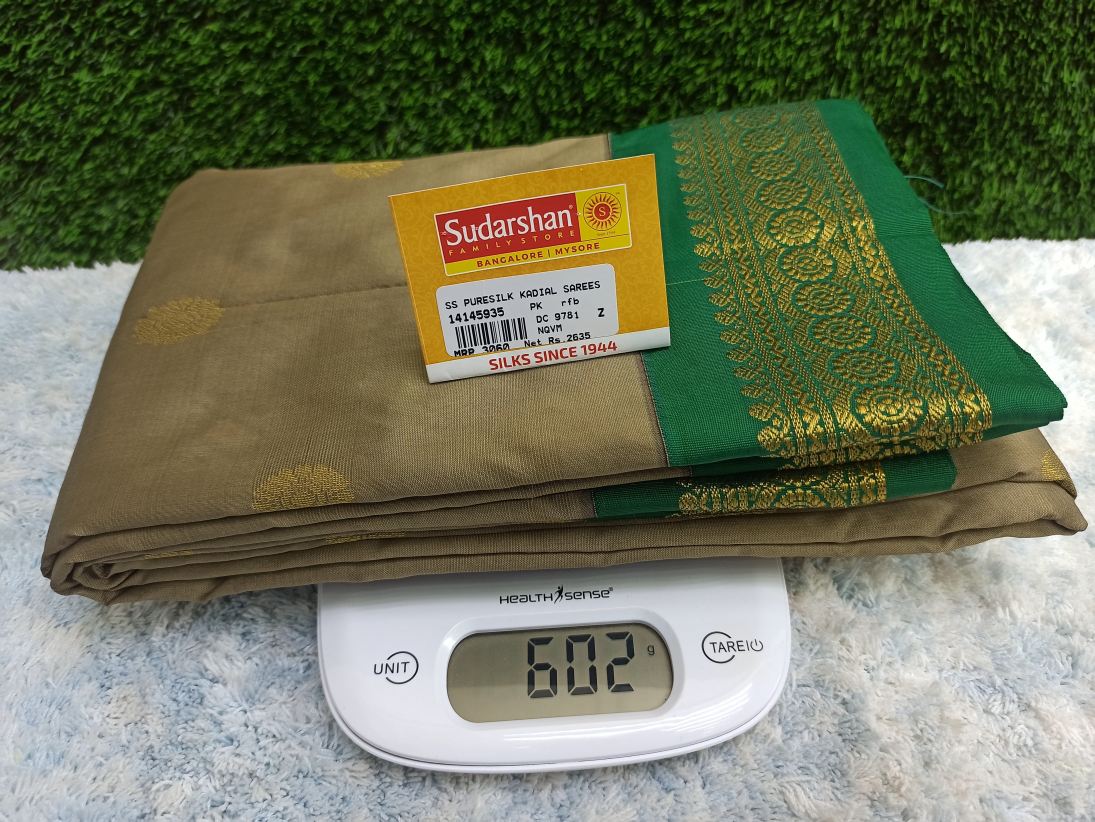 Sudarshan®
FAMILY STORE
S
BANGALORE | MYSORE
SS PURESILK KADIAL SAREES
14145935 PK rfb
DC 9781 Z
NQVM
MRP 3060 Net Rs.2635
SILKS SINCE 1944
HEALTH SENSE®
UNIT 602 g TARE